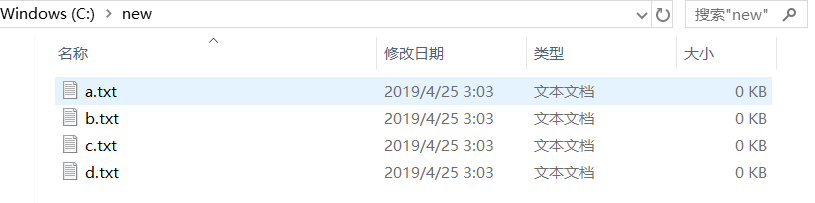 Windows (C:) > new 搜索"new"
名称 修改日期 类型 大小
a.txt 2019/4/25 3:03 文本文档 0 KB
b.txt 2019/4/25 3:03 文本文档 0 KB
c.txt 2019/4/25 3:03 文本文档 0 KB
d.txt 2019/4/25 3:03 文本文档 0 KB